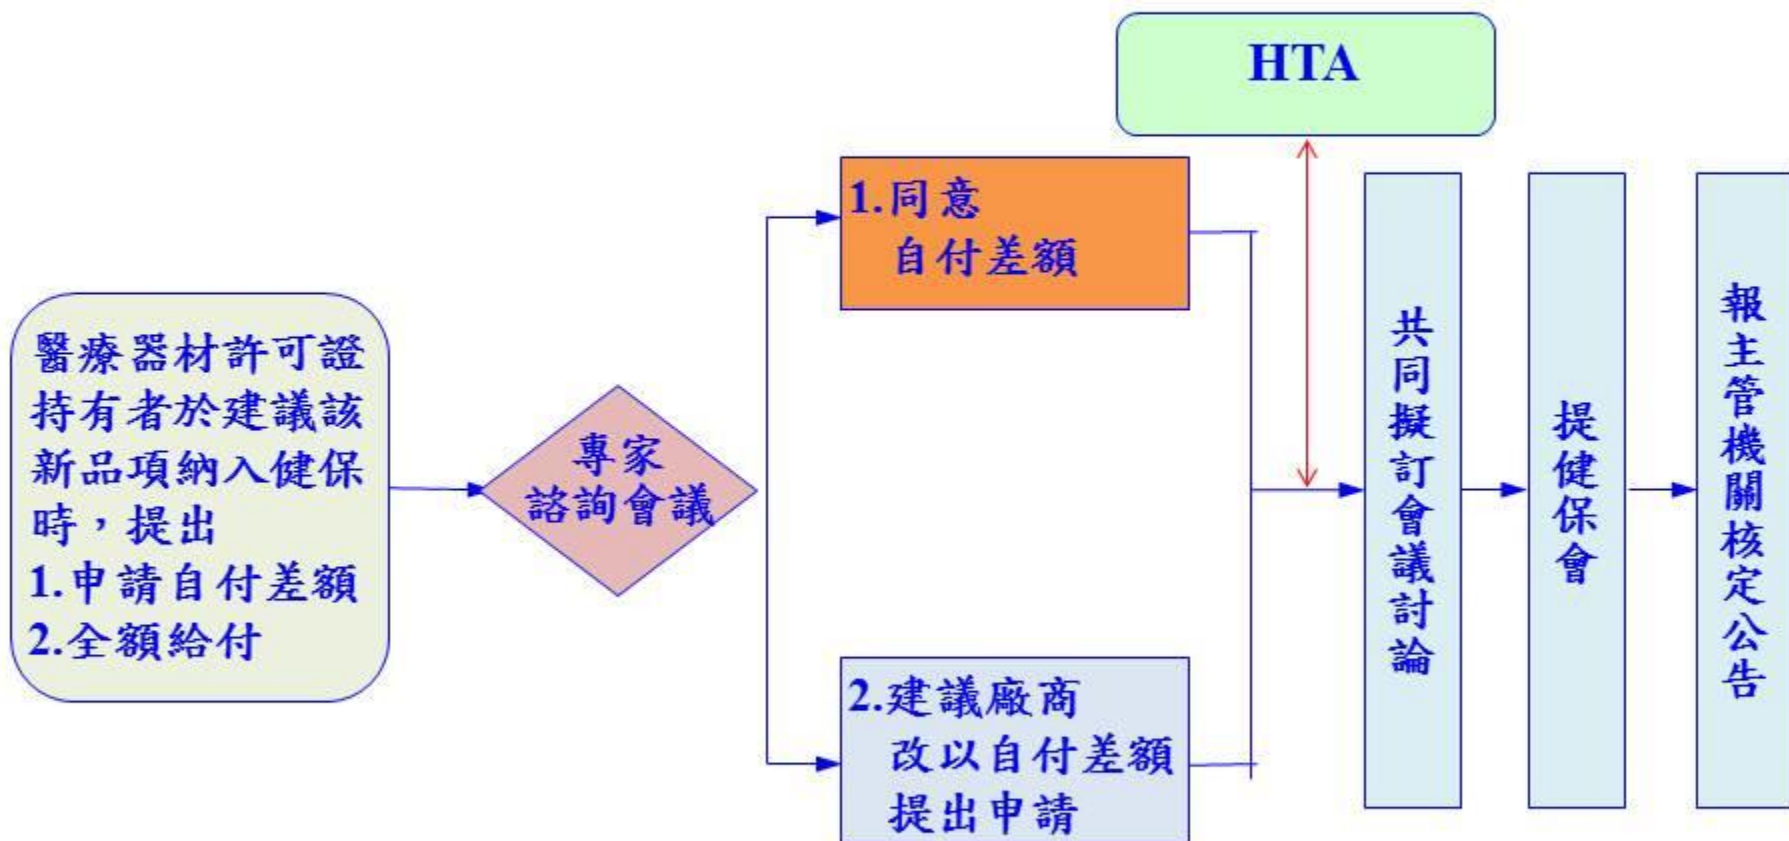 HTA
醫療器材許可證
持有者於建議該
新品項納入健保
時，提出
1.申請自付差額
2.全額給付
專家
諮詢會議
1.同意
自付差額
2.建議廠商
改以自付差額
提出申請
共同擬訂會議討論
提健保會
報主管機關核定公告